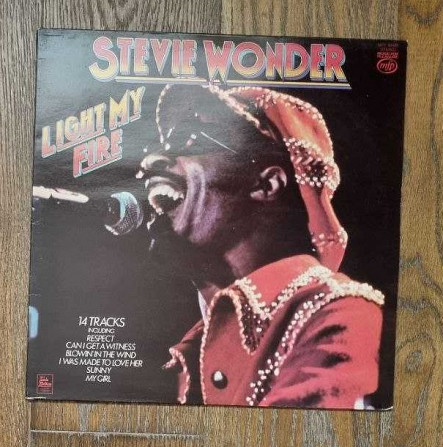 STEVIE WONDER
mfp
LIGHT MY
FIRE
14 TRACKS
INCLUDING
RESPECT
CAN I GET A WITNESS
BLOWIN' IN THE WIND
I WAS MADE TO LOVE HER
SUNNY
MY GIRL